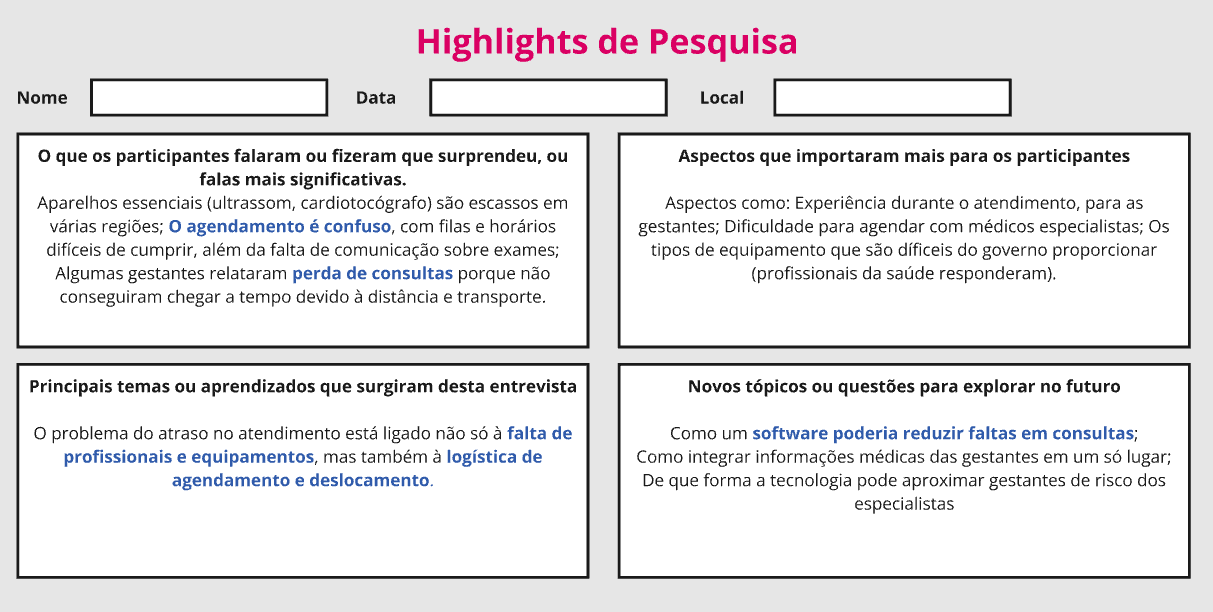 Highlights de Pesquisa
Nome
Data
Local
O que os participantes falaram ou fizeram que surprendeu, ou
falas mais significativas.
Aparelhos essenciais (ultrassom, cardiotocógrafo) são escassos em
várias regiões; O agendamento é confuso, com filas e horários
difíceis de cumprir, além da falta de comunicação sobre exames;
Algumas gestantes relataram perda de consultas porque não
conseguiram chegar a tempo devido à distância e transporte.
Aspectos que importaram mais para os participantes
Aspectos como: Experiência durante o atendimento, para as
gestantes; Dificuldade para agendar com médicos especialistas; Os
tipos de equipamento que são díficeis do governo proporcionar
(profissionais da saúde responderam).
Principais temas ou aprendizados que surgiram desta entrevista
O problema do atraso no atendimento está ligado não só à falta de
profissionais e equipamentos, mas também à logística de
agendamento e deslocamento.
Novos tópicos ou questões para explorar no futuro
Como um software poderia reduzir faltas em consultas;
Como integrar informações médicas das gestantes em um só lugar;
De que forma a tecnologia pode aproximar gestantes de risco dos
especialistas